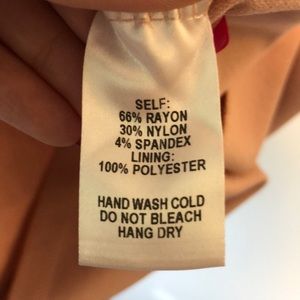 SELF:
66% RAYON
30% NYLON
4% SPANDEX
LINING:
100% POLYESTER
HAND WASH COLD
DO NOT BLEACH
HANG DRY